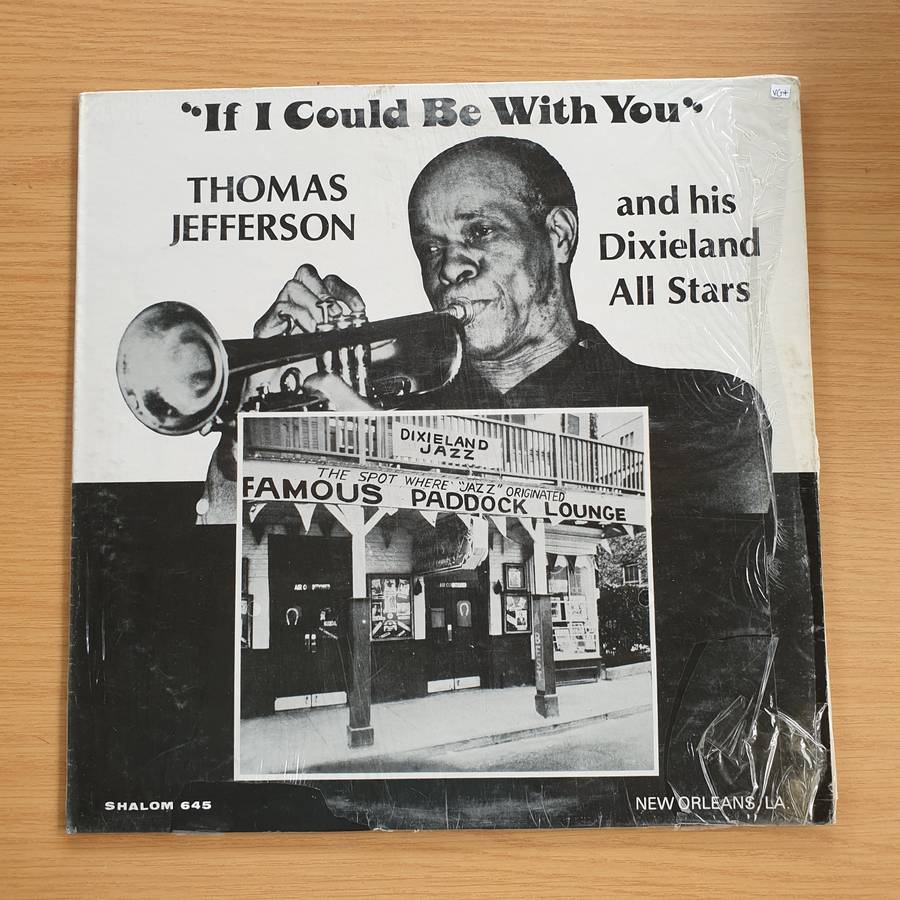 VG+
"If I Could Be With You"
THOMAS
JEFFERSON
and his
Dixieland
All Stars
DIXIELAND
JAZZ
THE SPOT WHERE "JAZZ" ORIGINATED
FAMOUS PADDOCK LOUNGE
SHALOM 645
NEW ORLEANS, LA.